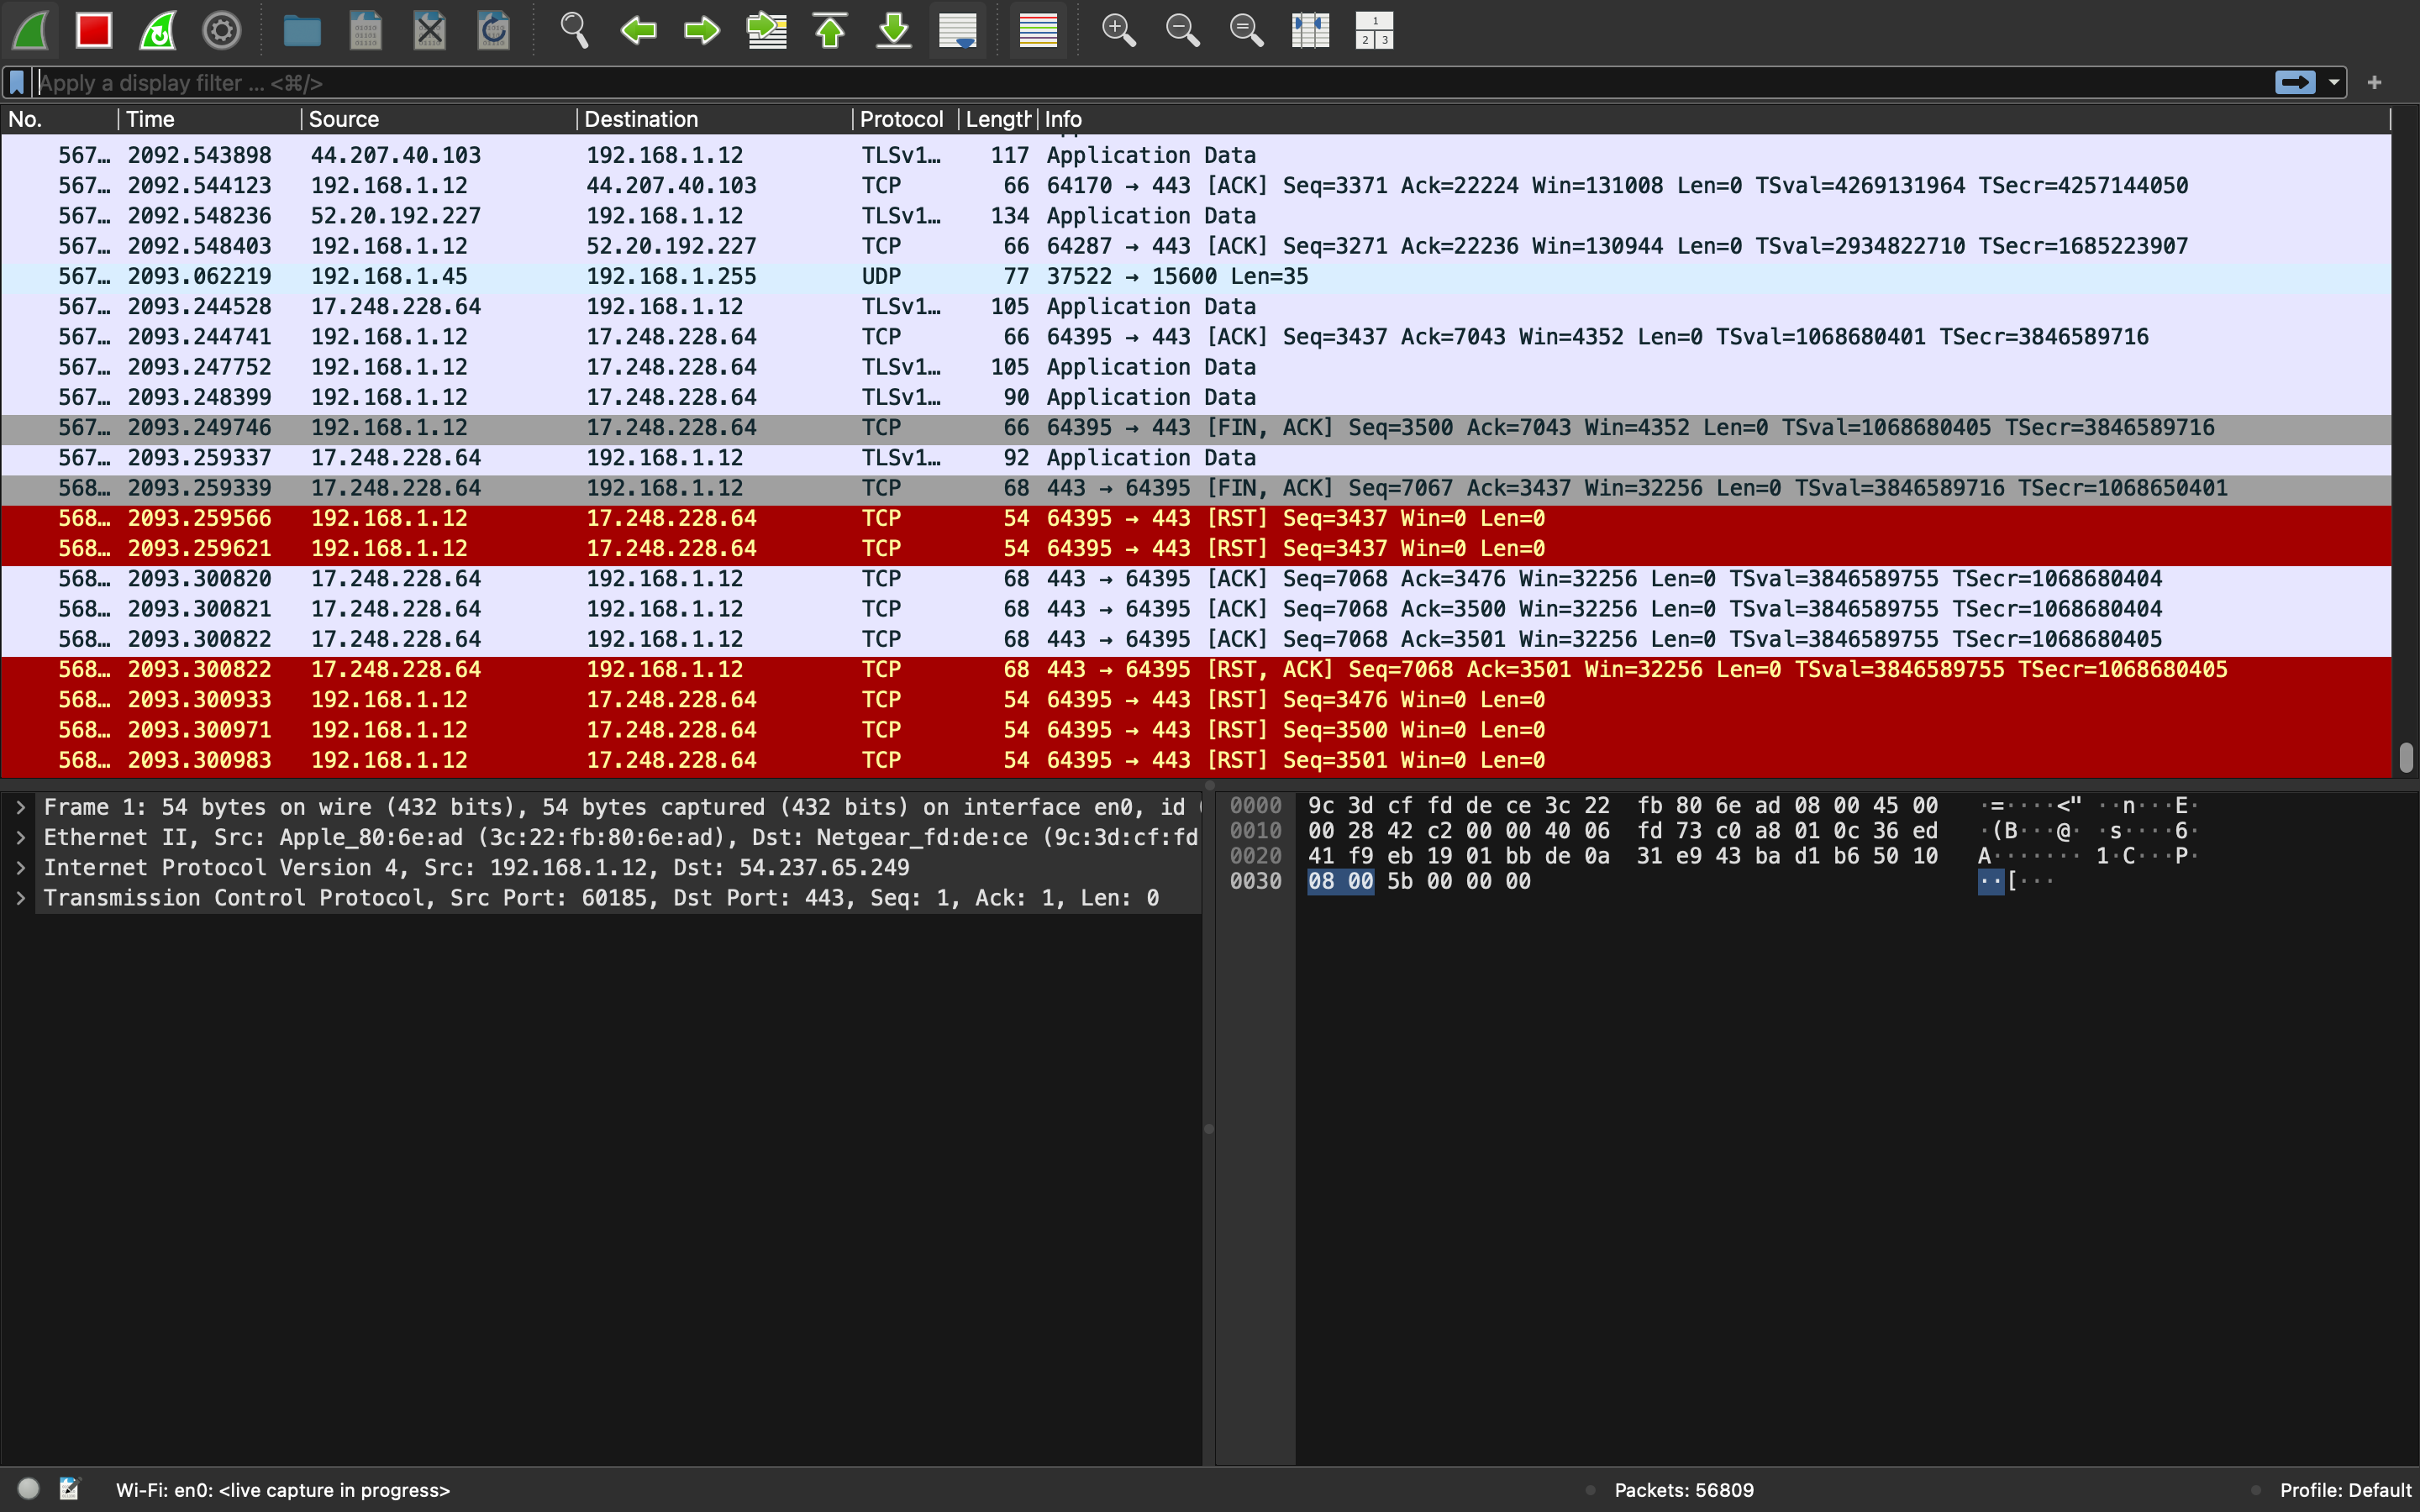 Apply a display filter ... <⌘/>
No. Time Source Destination Protocol Length Info
567… 2092.543898 44.207.40.103 192.168.1.12 TLSv1… 117 Application Data
567… 2092.544123 192.168.1.12 44.207.40.103 TCP 66 64170 → 443 [ACK] Seq=3371 Ack=22224 Win=131008 Len=0 TSval=4269131964 TSecr=4257144050
567… 2092.548236 52.20.192.227 192.168.1.12 TLSv1… 134 Application Data
567… 2092.548403 192.168.1.12 52.20.192.227 TCP 66 64287 → 443 [ACK] Seq=3271 Ack=22236 Win=130944 Len=0 TSval=2934822710 TSecr=1685223907
567… 2093.062219 192.168.1.45 192.168.1.255 UDP 77 37522 → 15600 Len=35
567… 2093.244528 17.248.228.64 192.168.1.12 TLSv1… 105 Application Data
567… 2093.244741 192.168.1.12 17.248.228.64 TCP 66 64395 → 443 [ACK] Seq=3437 Ack=7043 Win=4352 Len=0 TSval=1068680401 TSecr=3846589716
567… 2093.247752 192.168.1.12 17.248.228.64 TLSv1… 105 Application Data
567… 2093.248399 192.168.1.12 17.248.228.64 TLSv1… 90 Application Data
567… 2093.249746 192.168.1.12 17.248.228.64 TCP 66 64395 → 443 [FIN, ACK] Seq=3500 Ack=7043 Win=4352 Len=0 TSval=1068680405 TSecr=3846589716
567… 2093.259337 17.248.228.64 192.168.1.12 TLSv1… 92 Application Data
568… 2093.259339 17.248.228.64 192.168.1.12 TCP 68 443 → 64395 [FIN, ACK] Seq=7067 Ack=3437 Win=32256 Len=0 TSval=3846589716 TSecr=1068650401
568… 2093.259566 192.168.1.12 17.248.228.64 TCP 54 64395 → 443 [RST] Seq=3437 Win=0 Len=0
568… 2093.259621 192.168.1.12 17.248.228.64 TCP 54 64395 → 443 [RST] Seq=3437 Win=0 Len=0
568… 2093.300820 17.248.228.64 192.168.1.12 TCP 68 443 → 64395 [ACK] Seq=7068 Ack=3476 Win=32256 Len=0 TSval=3846589755 TSecr=1068680404
568… 2093.300821 17.248.228.64 192.168.1.12 TCP 68 443 → 64395 [ACK] Seq=7068 Ack=3500 Win=32256 Len=0 TSval=3846589755 TSecr=1068680404
568… 2093.300822 17.248.228.64 192.168.1.12 TCP 68 443 → 64395 [ACK] Seq=7068 Ack=3501 Win=32256 Len=0 TSval=3846589755 TSecr=1068680405
568… 2093.300822 17.248.228.64 192.168.1.12 TCP 68 443 → 64395 [RST, ACK] Seq=7068 Ack=3501 Win=32256 Len=0 TSval=3846589755 TSecr=1068680405
568… 2093.300933 192.168.1.12 17.248.228.64 TCP 54 64395 → 443 [RST] Seq=3476 Win=0 Len=0
568… 2093.300971 192.168.1.12 17.248.228.64 TCP 54 64395 → 443 [RST] Seq=3500 Win=0 Len=0
568… 2093.300983 192.168.1.12 17.248.228.64 TCP 54 64395 → 443 [RST] Seq=3501 Win=0 Len=0
Frame 1: 54 bytes on wire (432 bits), 54 bytes captured (432 bits) on interface en0, id
Ethernet II, Src: Apple_80:6e:ad (3c:22:fb:80:6e:ad), Dst: Netgear_fd:de:ce (9c:3d:cf:fd
Internet Protocol Version 4, Src: 192.168.1.12, Dst: 54.237.65.249
Transmission Control Protocol, Src Port: 60185, Dst Port: 443, Seq: 1, Ack: 1, Len: 0
0000 9c 3d cf fd de ce 3c 22 fb 80 6e ad 08 00 45 00 ·=····<" ··n···E·
0010 00 28 42 c2 00 00 40 06 fd 73 c0 a8 01 0c 36 ed ·(B···@· ·s····6·
0020 41 f9 eb 19 01 bb de 0a 31 e9 43 ba d1 b6 50 10 A······· 1·C···P·
0030 08 00 5b 00 00 00 ··[···
Wi-Fi: en0: <live capture in progress>
Packets: 56809
Profile: Default